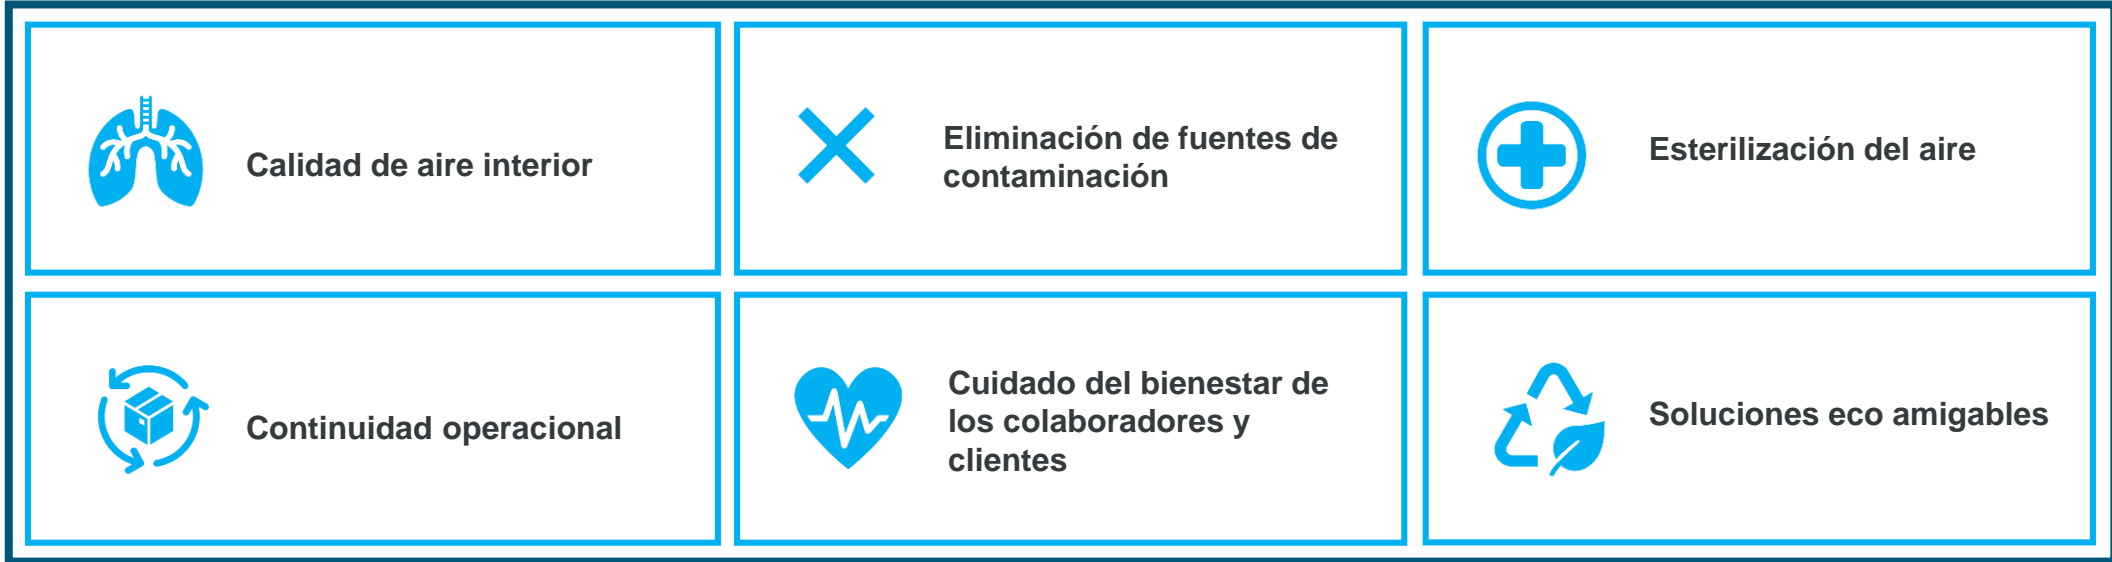 Calidad de aire interior
Eliminación de fuentes de
contaminación
Esterilización del aire
Continuidad operacional
Cuidado del bienestar de
los colaboradores y
clientes
Soluciones eco amigables